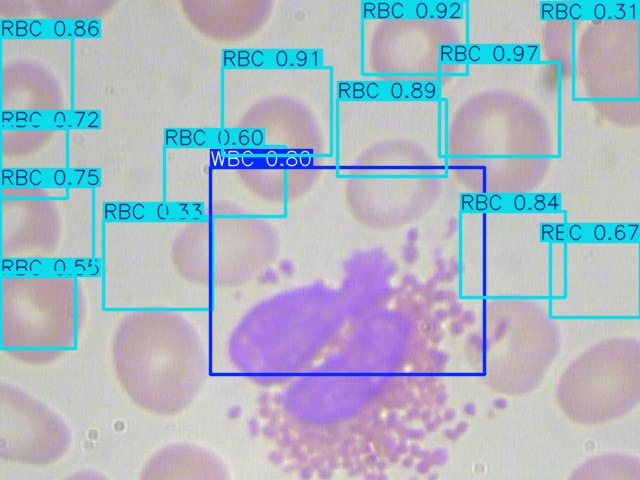 RBC 0.92
RBC 0.31
RBC 0.86
RBC 0.97
RBC 0.91
RBC 0.89
RBC 0.72
RBC 0.60
WBC 0.80
RBC 0.75
RBC 0.84
RBC 0.33
RBC 0.67
RBC 0.55